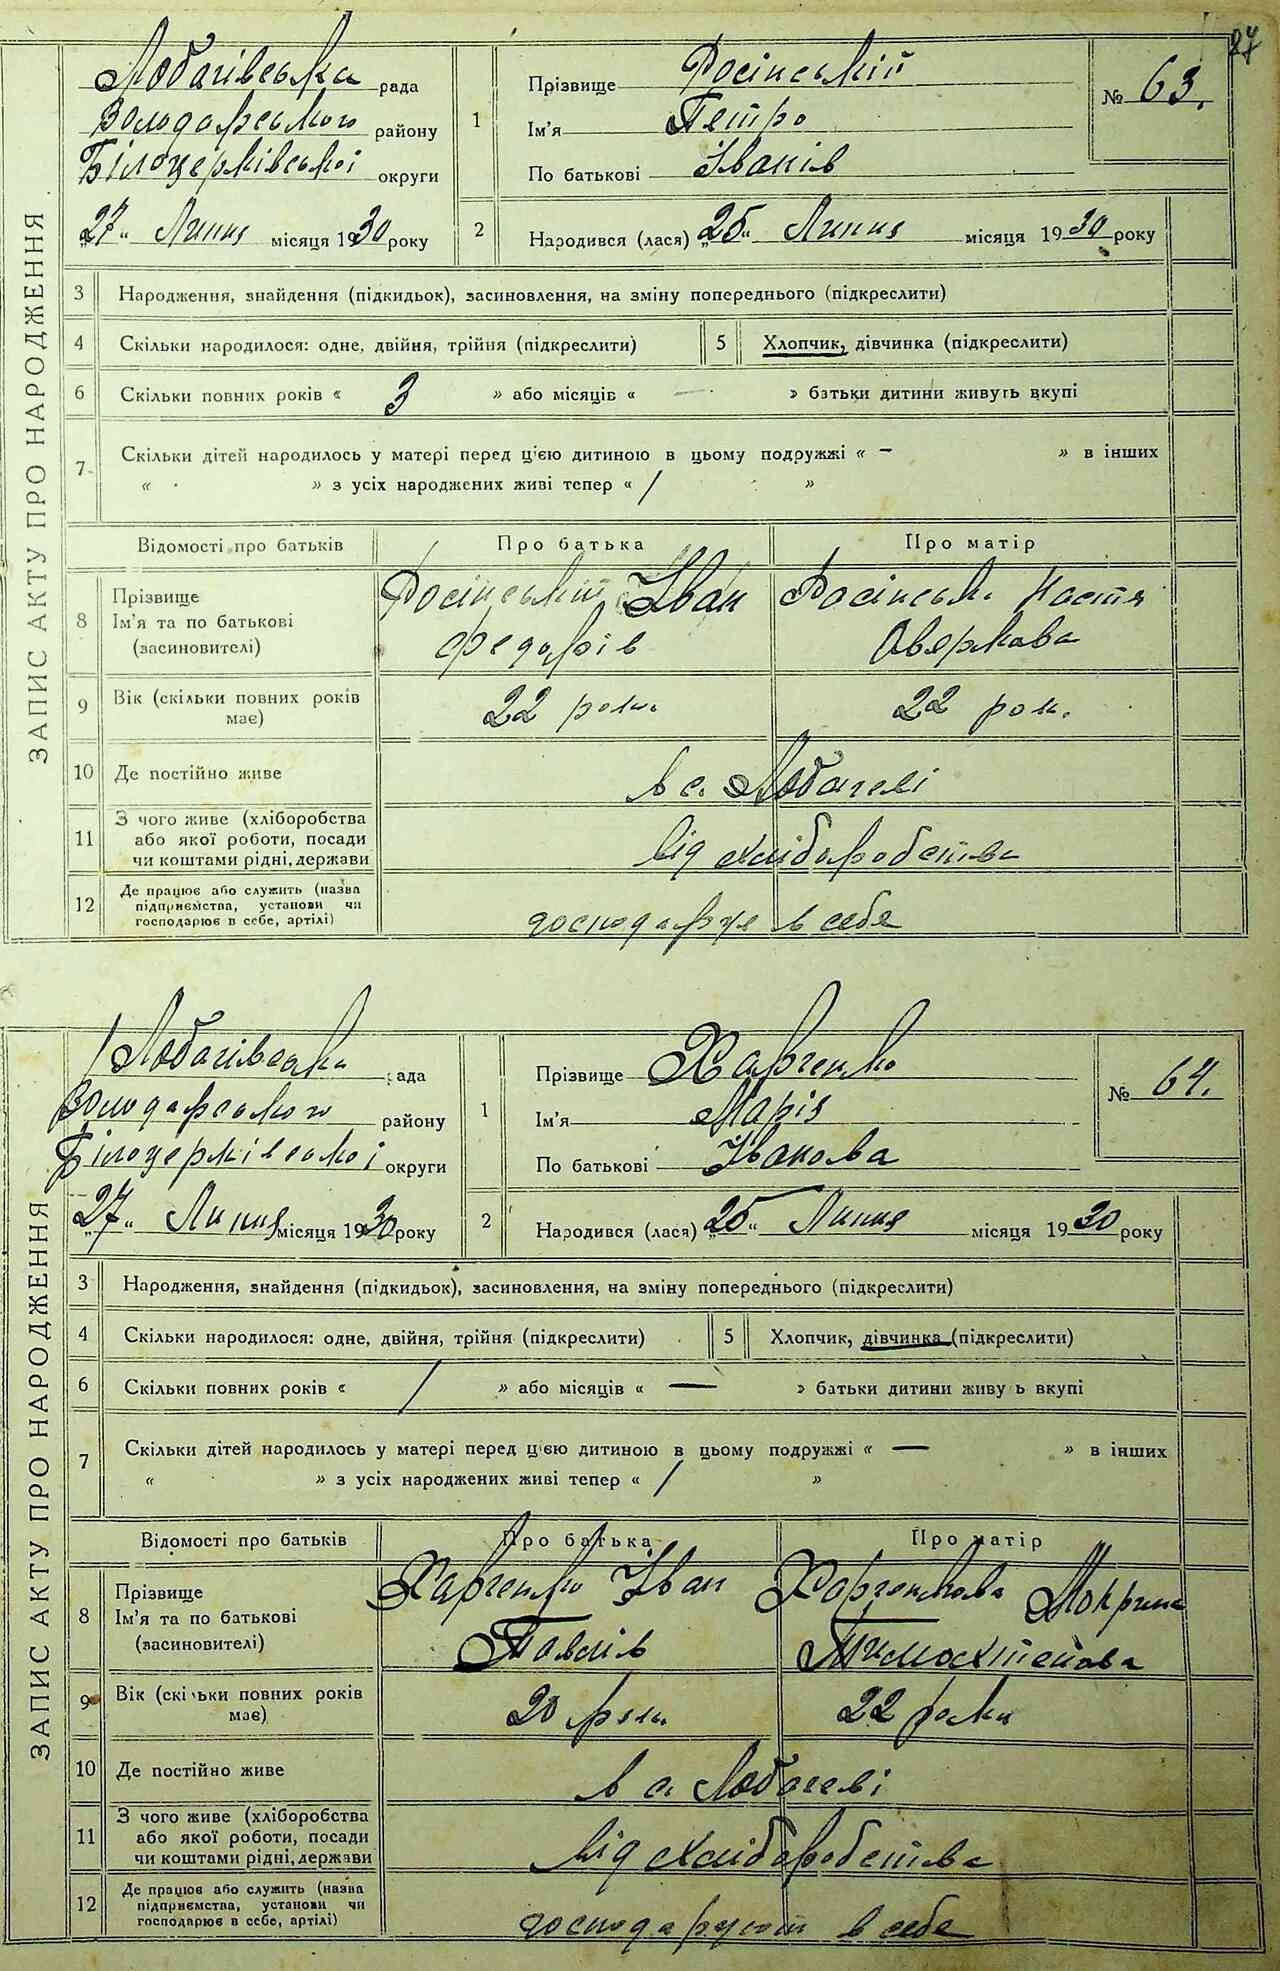 27
ЗАПИС АКТУ ПРО НАРОДЖЕННЯ
Лобачівська рада
Володарського району
Білоцерківської округи
„27“ Липня місяця 1930 року
1
Прізвище Росінський
Ім'я Петро
По батькові Іванів
№ 63.
2
Народився (лася) „25“ Липня місяця 1930 року
3 Народження, знайдення (підкидьок), засиновлення, на зміну попереднього (підкреслити)
4 Скільки народилося: одне, двійня, трійня (підкреслити) 5 Хлопчик, дівчинка (підкреслити)
6 Скільки повних років « 3 » або місяців « — » батьки дитини живуть вкупі
7 Скільки дітей народилось у матері перед цією дитиною в цьому подружжі « — » в інших
« » з усіх народжених живі тепер « 1 »
Відомості про батьків Про батька Про матір
8 Прізвище
Ім'я та по батькові
(засиновителі)
Росінський Іван
Федорів
Росінська Настя
Оверкова
9 Вік (скільки повних років
має)
22 роки 22 рок.
10 Де постійно живе в с. Лобачеві
11 З чого живе (хліборобства
або якої роботи, посади
чи коштами рідні, держави
від хліборобства
12 Де працює або служить (назва
підприємства, установи чи
господарює в себе, артілі)
господарює в себе
ЗАПИС АКТУ ПРО НАРОДЖЕННЯ
Лобачівська рада
Володарського району
Білоцерківської округи
„27“ Липня місяця 1930 року
1
Прізвище Харченко
Ім'я Марія
По батькові Іванова
№ 64.
2
Народився (лася) „25“ Липня місяця 1930 року
3 Народження, знайдення (підкидьок), засиновлення, на зміну попереднього (підкреслити)
4 Скільки народилося: одне, двійня, трійня (підкреслити) 5 Хлопчик, дівчинка (підкреслити)
6 Скільки повних років « 1 » або місяців « — » батьки дитини живу ь вкупі
7 Скільки дітей народилось у матері перед цією дитиною в цьому подружжі « — » в інших
« » з усіх народжених живі тепер « 1 »
Відомості про батьків Про батька Про матір
8 Прізвище
Ім'я та по батькові
(засиновителі)
Харченко Іван
Павлів
Харченкова Мокрина
9 Вік (скільки повних років
має)
20 рок. 22 роки
10 Де постійно живе в с. Лобачеві
11 З чого живе (хліборобства
або якої роботи, посади
чи коштами рідні, держави
від хліборобства
12 Де працює або служить (назва
підприємства, установи чи
господарює в себе, артілі)
господарюют в себе